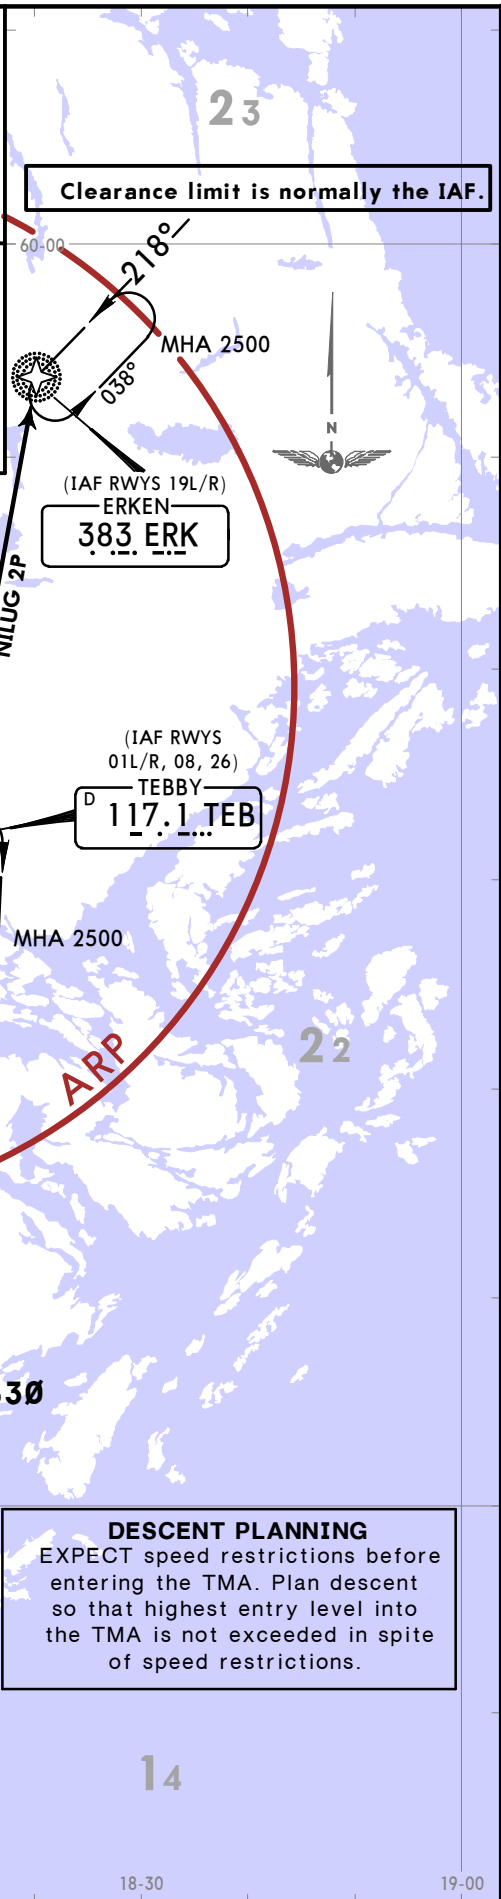 23
Clearance limit is normally the IAF.
60-00
218°
MHA 2500
038°
N
(IAF RWYS 19L/R)
ERKEN
383 ERK
NILUG 2P
(IAF RWYS
01L/R, 08, 26)
TEBBY
D 117.1 TEB
MHA 2500
22
ARP
30
DESCENT PLANNING
EXPECT speed restrictions before
entering the TMA. Plan descent
so that highest entry level into
the TMA is not exceeded in spite
of speed restrictions.
14
18-30
19-00